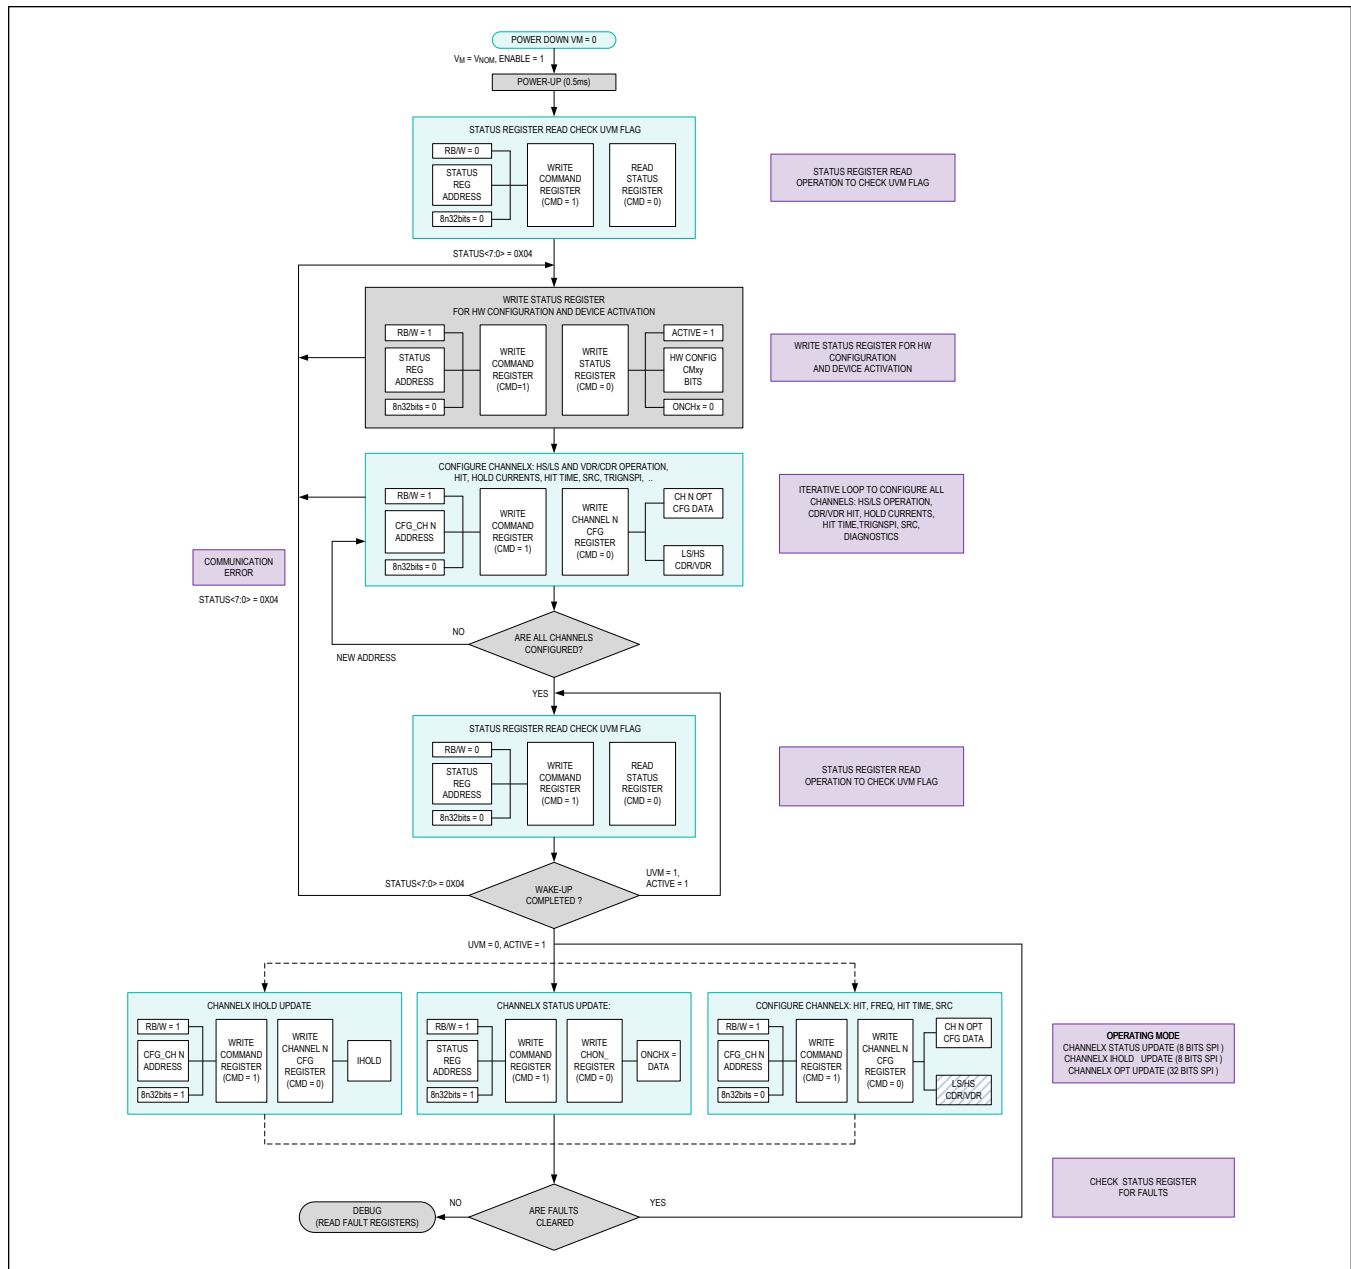 POWER DOWN VM = 0
VM = VNOM, ENABLE = 1
POWER-UP (0.5ms)
STATUS REGISTER READ CHECK UVM FLAG
RB/W = 0
STATUS
REG
ADDRESS
8n32bits = 0
WRITE
COMMAND
REGISTER
(CMD = 1)
READ
STATUS
REGISTER
(CMD = 0)
STATUS REGISTER READ
OPERATION TO CHECK UVM FLAG
STATUS<7:0> = 0X04
WRITE STATUS REGISTER
FOR HW CONFIGURATION AND DEVICE ACTIVATION
RB/W = 1
STATUS
REG
ADDRESS
8n32bits = 0
WRITE
COMMAND
REGISTER
(CMD=1)
WRITE
STATUS
REGISTER
(CMD = 0)
ACTIVE = 1
HW CONFIG
CMxy
BITS
ONCHx = 0
WRITE STATUS REGISTER FOR HW
CONFIGURATION
AND DEVICE ACTIVATION
CONFIGURE CHANNELX: HS/LS AND VDR/CDR OPERATION,
HIT, HOLD CURRENTS, HIT TIME, SRC, TRIGNSPI, ..
RB/W = 1
CFG_CH N
ADDRESS
8n32bits = 0
WRITE
COMMAND
REGISTER
(CMD = 1)
WRITE
CHANNEL N
CFG
REGISTER
(CMD = 0)
CH N OPT
CFG DATA
LS/HS
CDR/VDR
ITERATIVE LOOP TO CONFIGURE ALL
CHANNELS: HS/LS OPERATION,
CDR/VDR HIT, HOLD CURRENTS,
HIT TIME,TRIGNSPI, SRC,
DIAGNOSTICS
COMMUNICATION
ERROR
STATUS<7:0> = 0X04
ARE ALL CHANNELS
CONFIGURED?
NO
NEW ADDRESS
YES
STATUS REGISTER READ CHECK UVM FLAG
RB/W = 0
STATUS
REG
ADDRESS
8n32bits = 0
WRITE
COMMAND
REGISTER
(CMD = 1)
READ
STATUS
REGISTER
(CMD = 0)
STATUS REGISTER READ
OPERATION TO CHECK UVM FLAG
STATUS<7:0> = 0X04
WAKE-UP
COMPLETED ?
UVM = 1,
ACTIVE = 1
UVM = 0, ACTIVE = 1
CHANNELX IHOLD UPDATE
RB/W = 1
CFG_CH N
ADDRESS
8n32bits = 1
WRITE
COMMAND
REGISTER
(CMD = 1)
WRITE
CHANNEL N
CFG
REGISTER
(CMD = 0)
IHOLD
CHANNELX STATUS UPDATE:
RB/W = 1
STATUS
REG
ADDRESS
8n32bits = 1
WRITE
COMMAND
REGISTER
(CMD = 1)
WRITE
CHON_
REGISTER
(CMD = 0)
ONCHX =
DATA
CONFIGURE CHANNELX: HIT, FREQ, HIT TIME, SRC
RB/W = 1
CFG_CH N
ADDRESS
8n32bits = 0
WRITE
COMMAND
REGISTER
(CMD = 1)
WRITE
CHANNEL N
CFG
REGISTER
(CMD = 0)
CH N OPT
CFG DATA
LS/HS
CDR/VDR
OPERATING MODE
CHANNELX STATUS UPDATE (8 BITS SPI )
CHANNELX IHOLD UPDATE (8 BITS SPI )
CHANNELX OPT UPDATE (32 BITS SPI )
DEBUG
(READ FAULT REGISTERS)
NO
ARE FAULTS
CLEARED
YES
CHECK STATUS REGISTER
FOR FAULTS